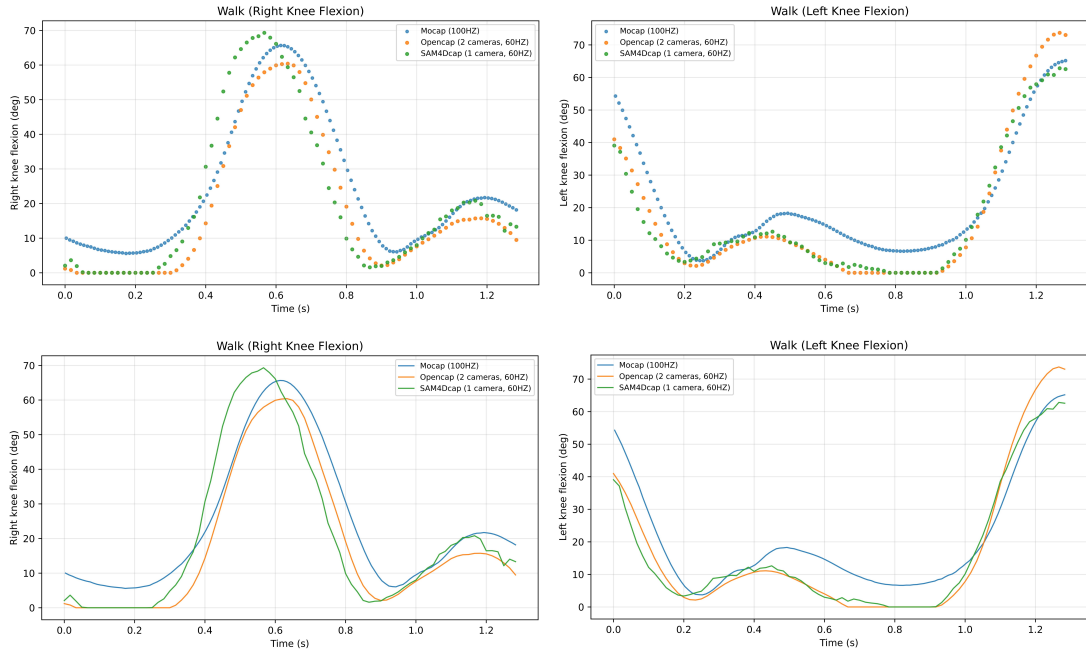 Walk (Right Knee Flexion)
Right knee flexion (deg)
70
60
50
40
30
20
10
0
Mocap (100HZ)
Opencap (2 cameras, 60HZ)
SAM4Dcap (1 camera, 60HZ)
0.0 0.2 0.4 0.6 0.8 1.0 1.2
Time (s)
Walk (Left Knee Flexion)
Left knee flexion (deg)
70
60
50
40
30
20
10
0
Mocap (100HZ)
Opencap (2 cameras, 60HZ)
SAM4Dcap (1 camera, 60HZ)
0.0 0.2 0.4 0.6 0.8 1.0 1.2
Time (s)
Walk (Right Knee Flexion)
Right knee flexion (deg)
70
60
50
40
30
20
10
0
Mocap (100HZ)
Opencap (2 cameras, 60HZ)
SAM4Dcap (1 camera, 60HZ)
0.0 0.2 0.4 0.6 0.8 1.0 1.2
Time (s)
Walk (Left Knee Flexion)
Left knee flexion (deg)
70
60
50
40
30
20
10
0
Mocap (100HZ)
Opencap (2 cameras, 60HZ)
SAM4Dcap (1 camera, 60HZ)
0.0 0.2 0.4 0.6 0.8 1.0 1.2
Time (s)